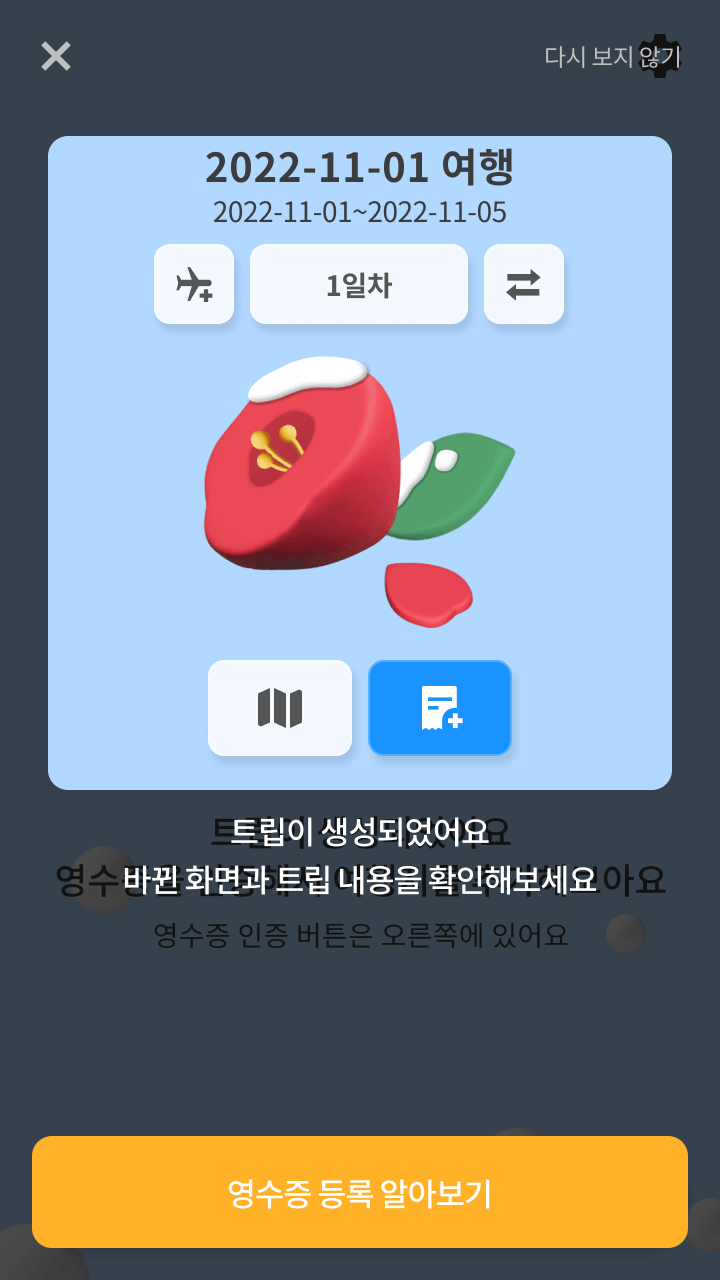 다시 보지 않기
2022-11-01 여행
2022-11-01~2022-11-05
1일차
트립이 생성되었어요
바뀐 화면과 트립 내용을 확인해보세요
영수증 인증 버튼은 오른쪽에 있어요
영수증 등록 알아보기